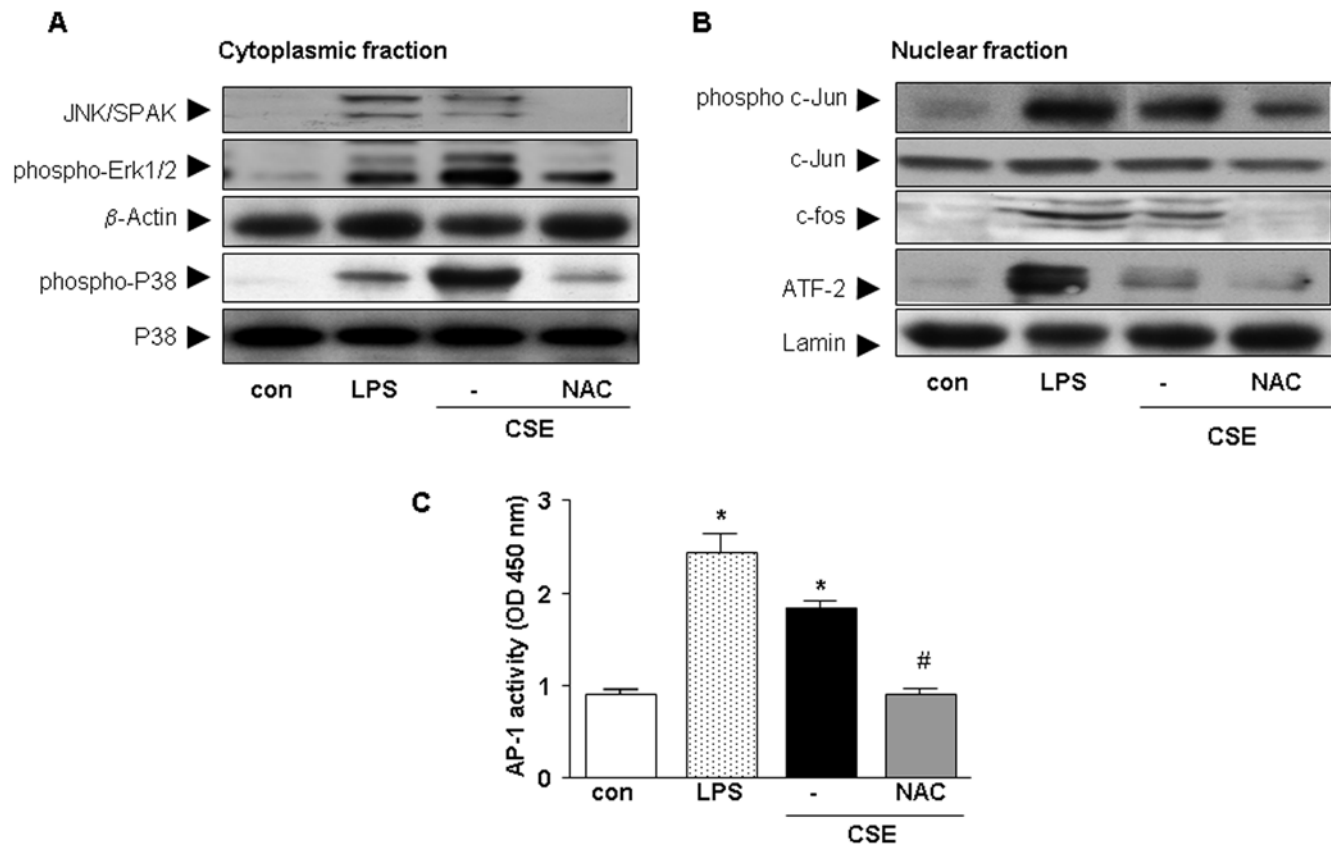 A
Cytoplasmic fraction
JNK/SPAK
phospho-Erk1/2
β-Actin
phospho-P38
P38
con LPS - NAC
CSE
B
Nuclear fraction
phospho c-Jun
c-Jun
c-fos
ATF-2
Lamin
con LPS - NAC
CSE
C
AP-1 activity (OD 450 nm)
3
2
1
0
*
*
#
con LPS - NAC
CSE